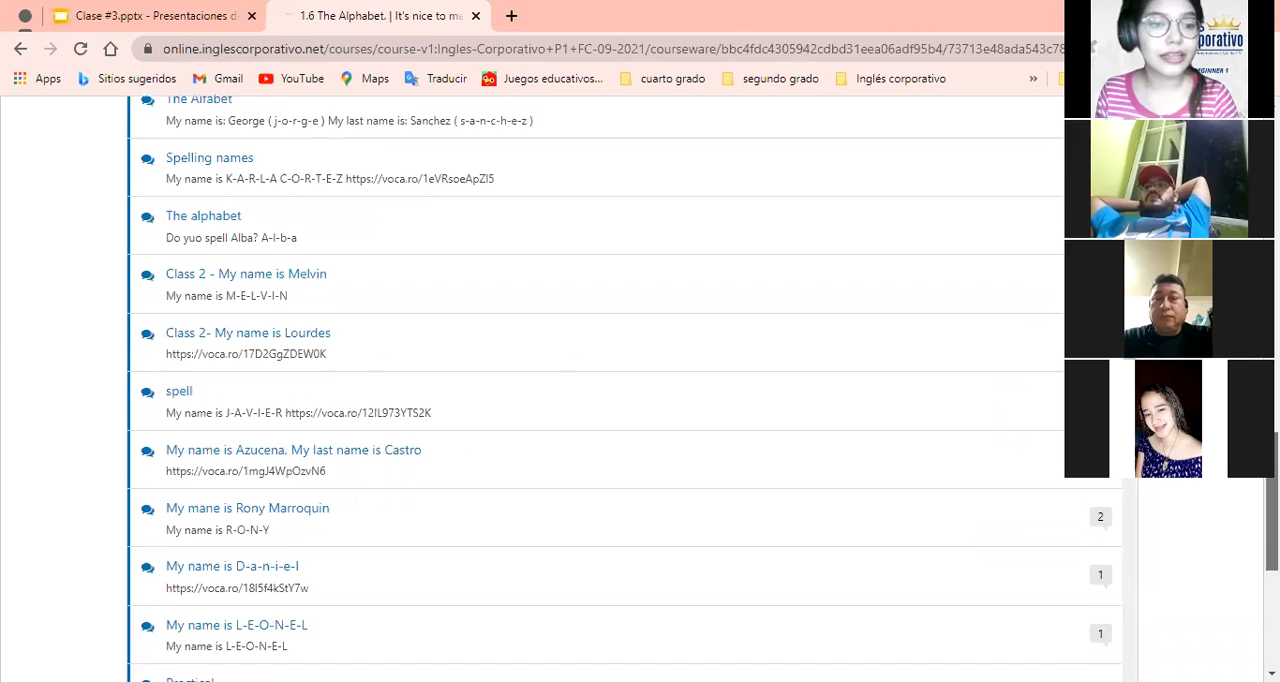 Clase #3.pptx - Presentaciones d
1.6 The Alphabet. | It's nice to me
online.inglescorporativo.net/courses/course-v1:Ingles-Corporativo+P1+FC-09-2021/courseware/bbc4fdc4305942cdbd31eea06adf95b4/73713e48ada543c78
Apps
Sitios sugeridos
Gmail
YouTube
Maps
Traducir
Juegos educativos...
cuarto grado
segundo grado
Inglés corporativo
»
The Alfabet
My name is: George ( j-o-r-g-e ) My last name is; Sanchez ( s-a-n-c-he-z )
Spelling names
My name is K-A-R-L-A C-O-R-T-E-Z https://voca.ro/1eVRsoeApZl5
The alphabet
Do yuo spell Alba? A-l-b-a
Class 2 - My name is Melvin
My name is M-E-L-V-I-N
Class 2- My name is Lourdes
https://voca.ro/17D2GgZDEW0K
spell
My name is J-A-V-I-E-R https://voca.ro/12IL973YTS2K
My name is Azucena, My last name is Castro
https://voca.ro/1mgJ4WpOzvN6
My mane is Rony Marroquin
My name is R-O-N-Y
2
My name is D-a-n-i-e-l
https://voca.ro/18I5f4kStY7w
1
My name is L-E-O-N-E-L
My name is L-E-O-N-E-L
1
porativo